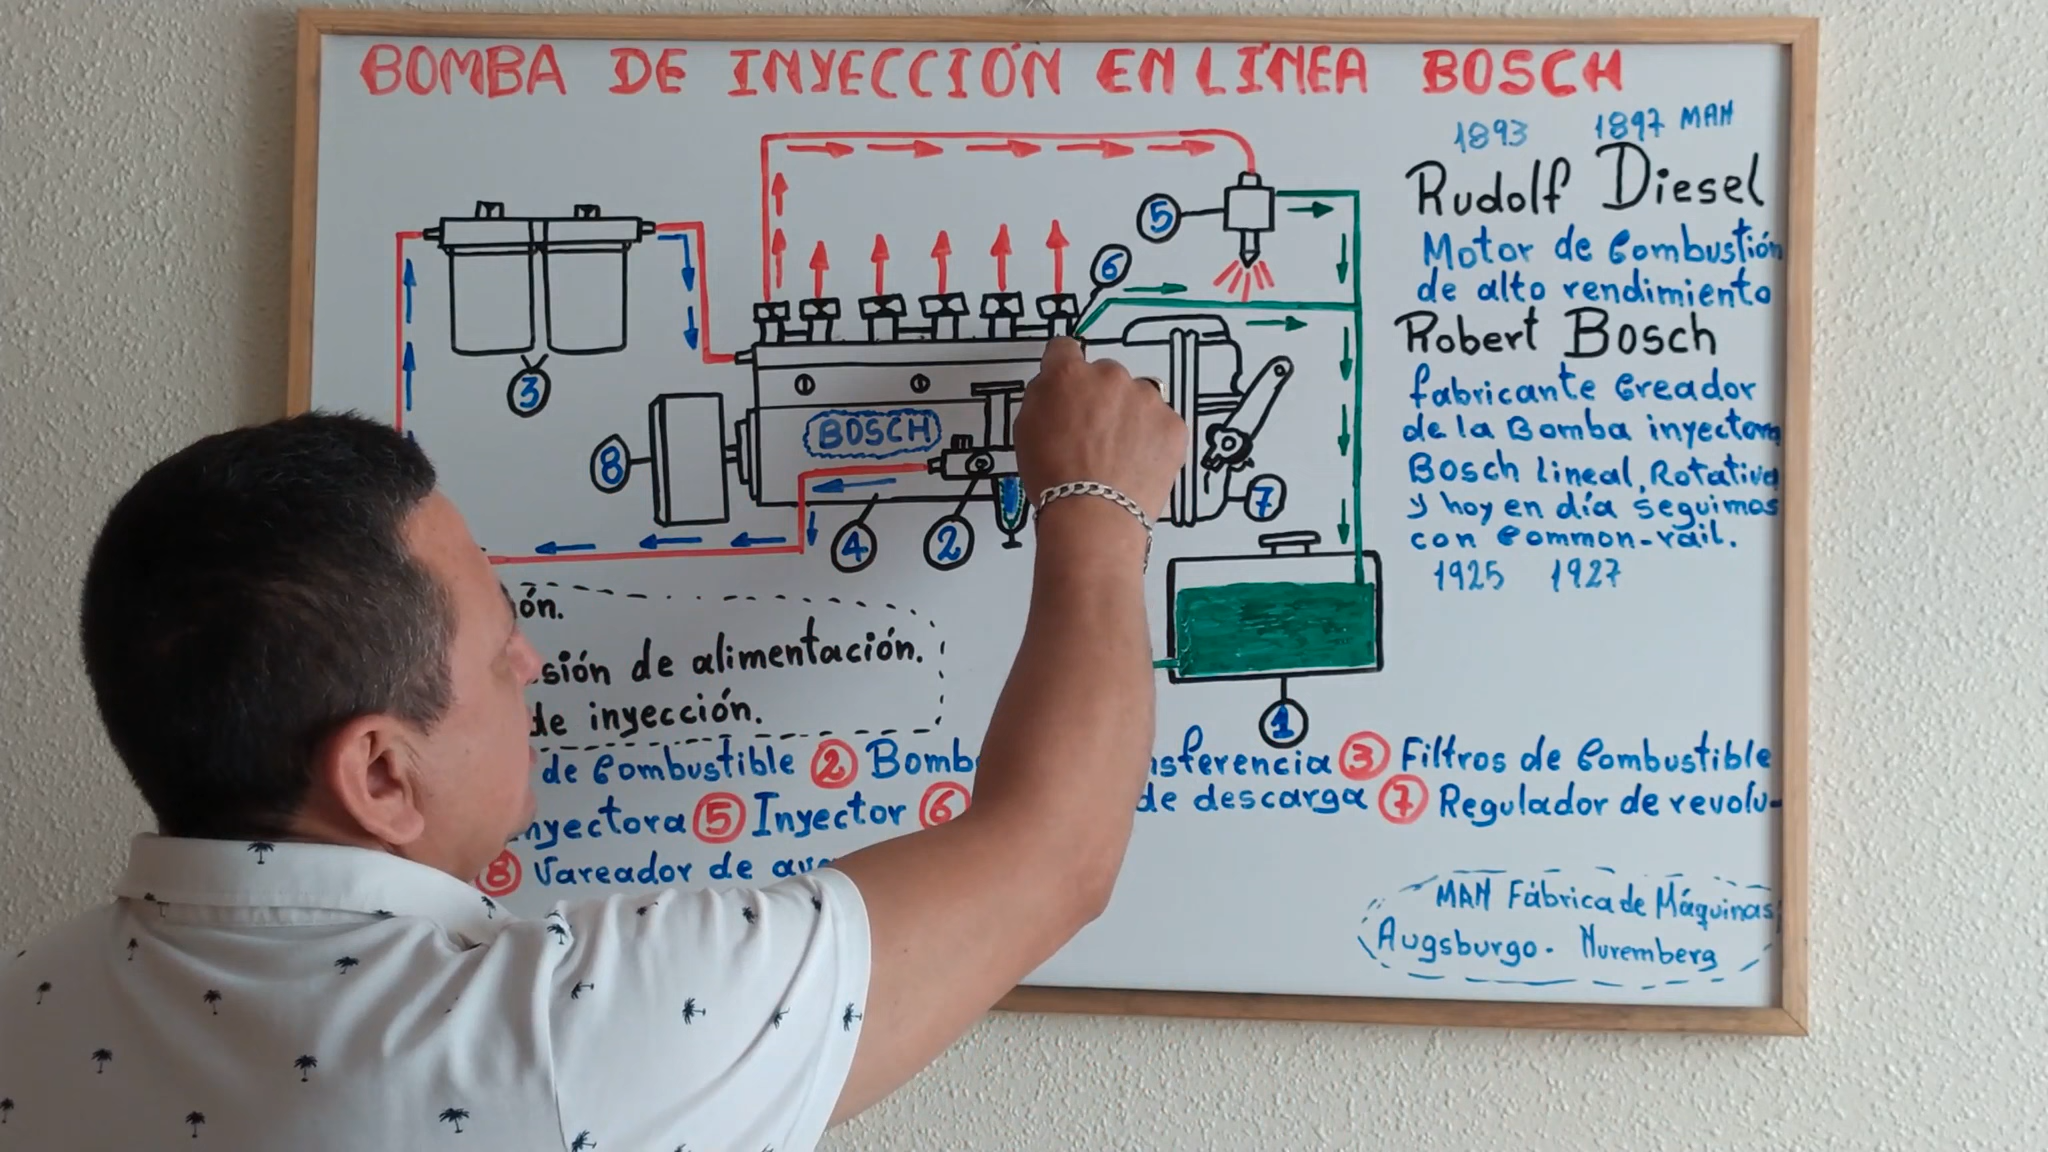 BOMBA DE INYECCIÓN EN LÍNEA BOSCH
1893 1897 MAN
Rudolf Diesel
Motor de Combustión
de alto rendimiento
Robert Bosch
fabricante Creador
de la Bomba inyectora
Bosch Lineal, Rotativa
y hoy en día seguimos
con Common-rail.
1925 1927
5
6
3
BOSCH
8
7
4
2
1
ón.
sión de alimentación.
de inyección.
de Combustible 2 Bomb nsferencia 3 Filtros de Combustible
nyectora 5 Inyector 6 de descarga 7 Regulador de revolu-
8 Vareador de av
MAN Fábrica de Máquinas
Augsburgo - Nuremberg